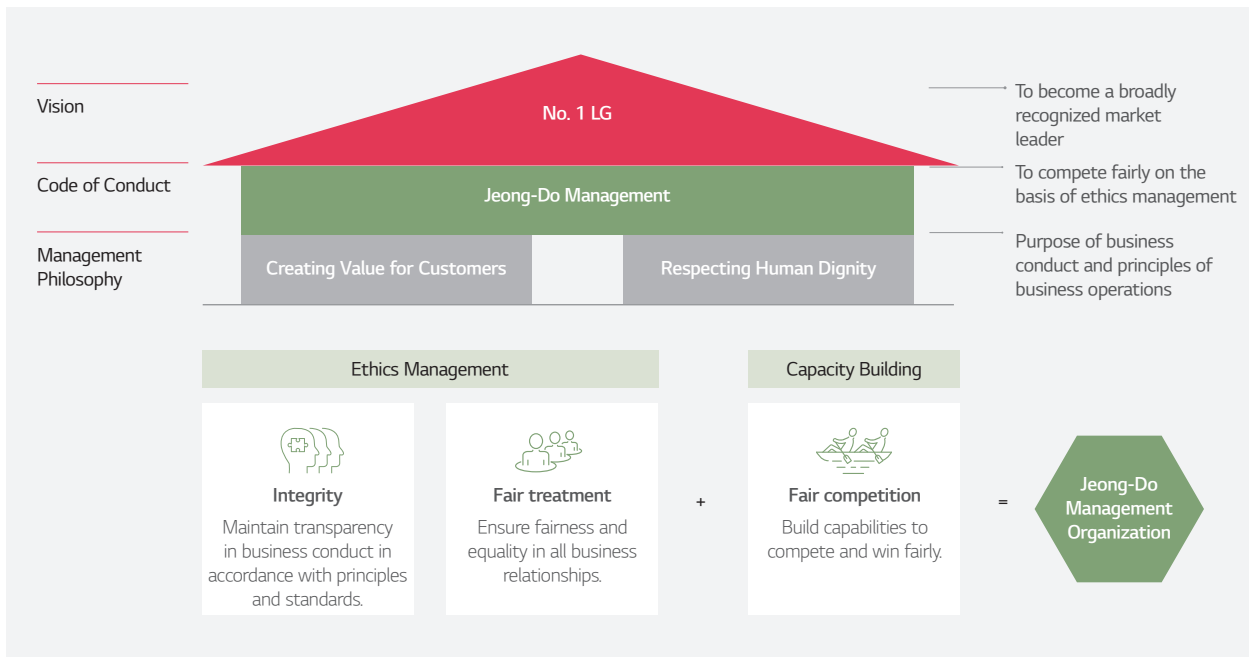 Vision
No. 1 LG
To become a broadly
recognized market
leader
Code of Conduct
Jeong-Do Management
To compete fairly on the
basis of ethics management
Management
Philosophy
Creating Value for Customers
Respecting Human Dignity
Purpose of business
conduct and principles of
business operations
Ethics Management
Capacity Building
Integrity
Maintain transparency
in business conduct in
accordance with principles
and standards.
Fair treatment
Ensure fairness and
equality in all business
relationships.
+
Fair competition
Build capabilities to
compete and win fairly.
=
Jeong-Do
Management
Organization